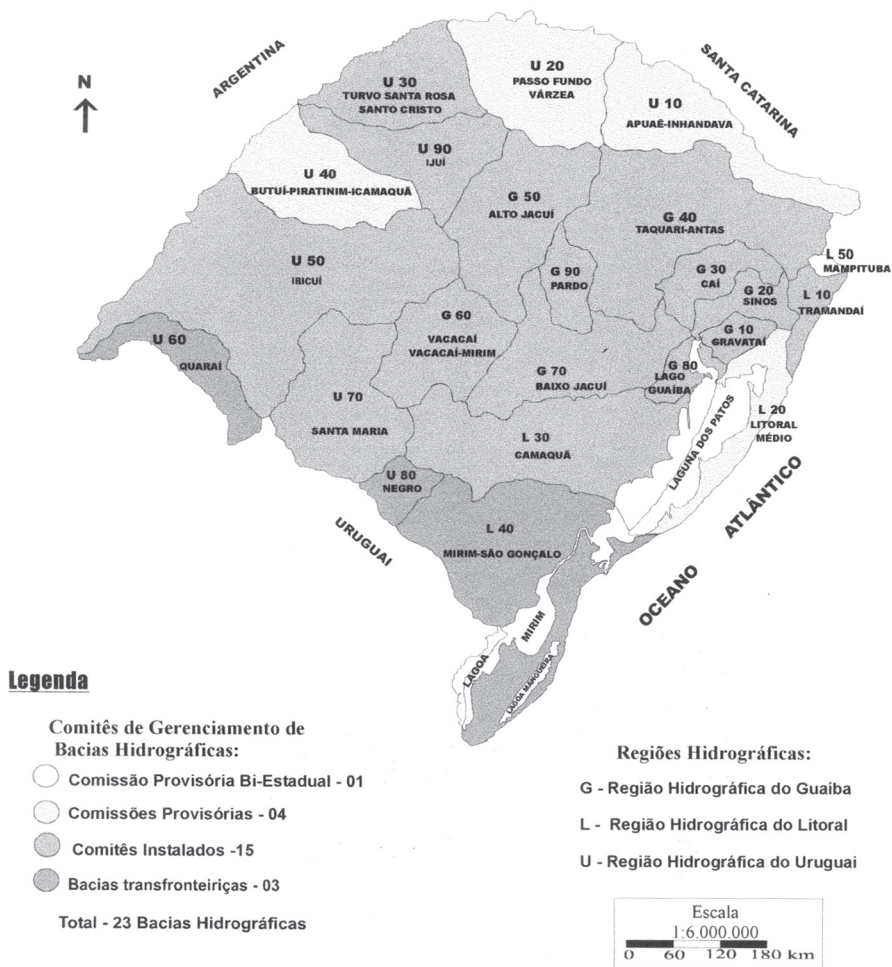 ARGENTINA
SANTA CATARINA
N
U 20
PASSO FUNDO
VÁRZEA
U 30
TURVO SANTA ROSA
SANTO CRISTO
U 10
APUAÊ-INHANDAVA
U 90
IJUÍ
U 40
BUTUÍ-PIRATINIM-ICAMAQUÃ
G 50
ALTO JACUÍ
G 40
TAQUARI-ANTAS
L 50
MAMPITUBA
U 50
IBICUÍ
G 90
PARDO
G 30
CAÍ
G 20
SINOS
L 10
TRAMANDAÍ
G 60
VACACAÍ
VACACAÍ-MIRIM
G 10
GRAVATAÍ
U 60
QUARAÍ
G 70
BAIXO JACUÍ
G 80
LAGO
GUAÍBA
U 70
SANTA MARIA
L 20
LITORAL
MÉDIO
LAGUNA DOS PATOS
L 30
CAMAQUÃ
U 80
NEGRO
ATLÂNTICO
OCEANO
URUGUAI
L 40
MIRIM-SÃO GONÇALO
MIRIM
LAGOA
LAGOA MANGUEIRA
Legenda
Comitês de Gerenciamento de
Bacias Hidrográficas:
Comissão Provisória Bi-Estadual - 01
Comissões Provisórias - 04
Comitês Instalados -15
Bacias transfronteiriças - 03
Total - 23 Bacias Hidrográficas
Regiões Hidrográficas:
G - Região Hidrográfica do Guaíba
L - Região Hidrográfica do Litoral
U - Região Hidrográfica do Uruguai
Escala
1:6.000.000
0 60 120 180 km